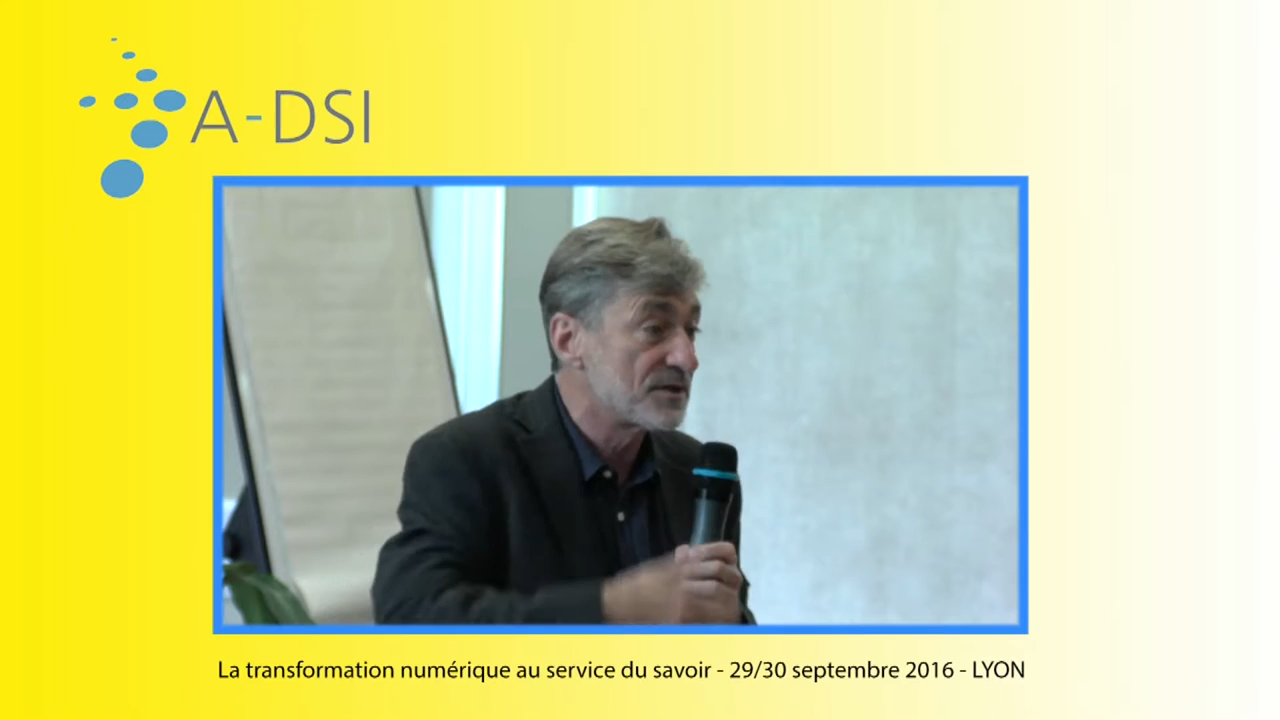 A-DSI
La transformation numérique au service du savoir - 29/30 septembre 2016 - LYON